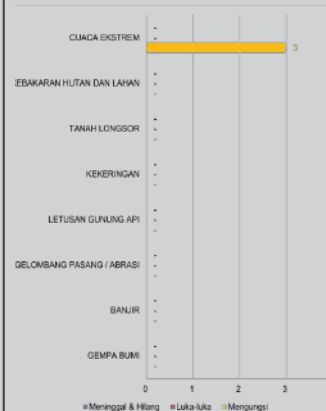 CUACA EKSTREM
-
3
-
EBAKARAN HUTAN DAN LAHAN
-
-
-
TANAH LONGSOR
-
-
-
KEKERINGAN
-
-
-
LETUSAN GUNUNG API
-
-
-
GELOMBANG PASANG / ABRASI
-
-
-
BANJIR
-
-
-
GEMPA BUMI
-
-
-
0 1 2 3
Meninggal & Hilang Luka-luka Mengungsi